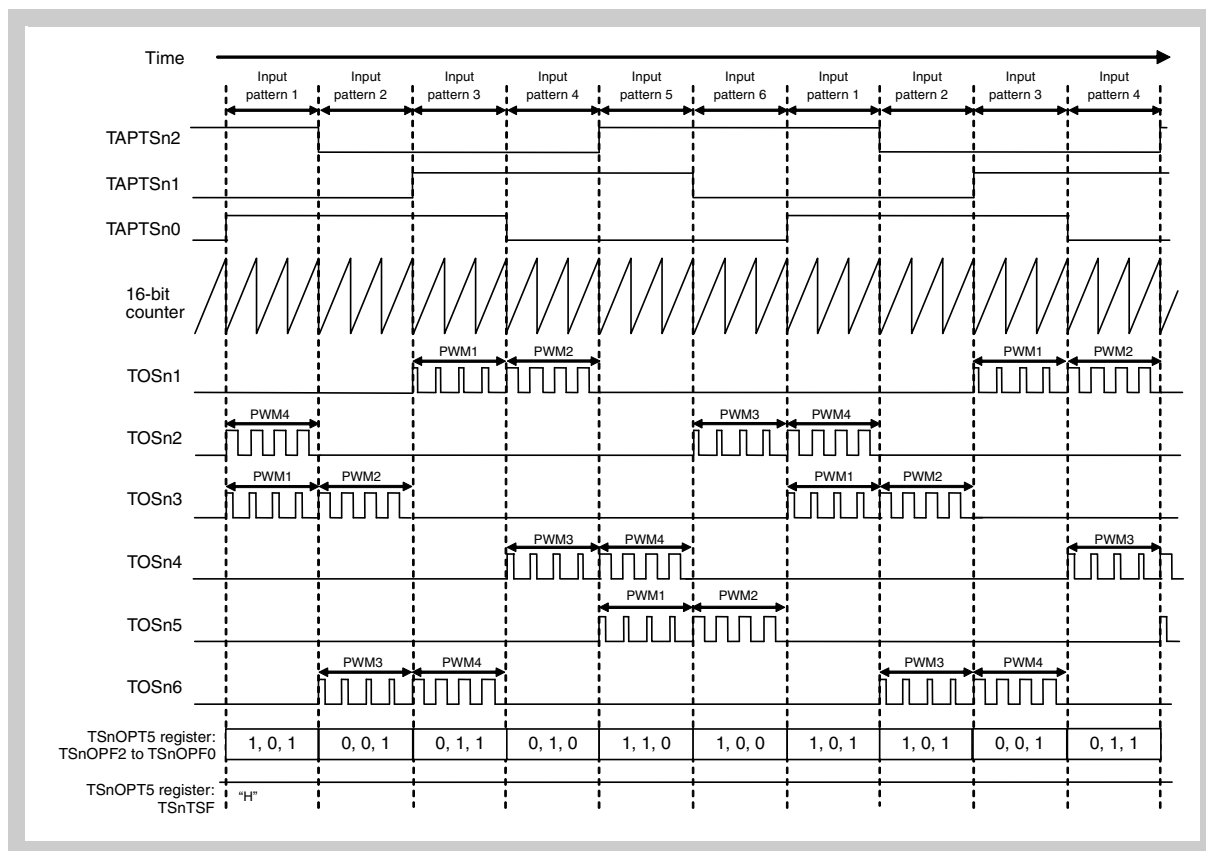 Time
Input Input Input Input Input Input Input Input Input Input
pattern 1 pattern 2 pattern 3 pattern 4 pattern 5 pattern 6 pattern 1 pattern 2 pattern 3 pattern 4
TAPTSn2
TAPTSn1
TAPTSn0
16-bit
counter
PWM1 PWM2 PWM1 PWM2
TOSn1
PWM4 PWM3 PWM4
TOSn2
PWM1 PWM2 PWM1 PWM2
TOSn3
PWM3 PWM4 PWM3
TOSn4
PWM1 PWM2
TOSn5
PWM3 PWM4 PWM3 PWM4
TOSn6
TSnOPT5 register:
TSnOPF2 to TSnOPF0
1, 0, 1 0, 0, 1 0, 1, 1 0, 1, 0 1, 1, 0 1, 0, 0 1, 0, 1 1, 0, 1 0, 0, 1 0, 1, 1
TSnOPT5 register:
TSnTSF
“H”